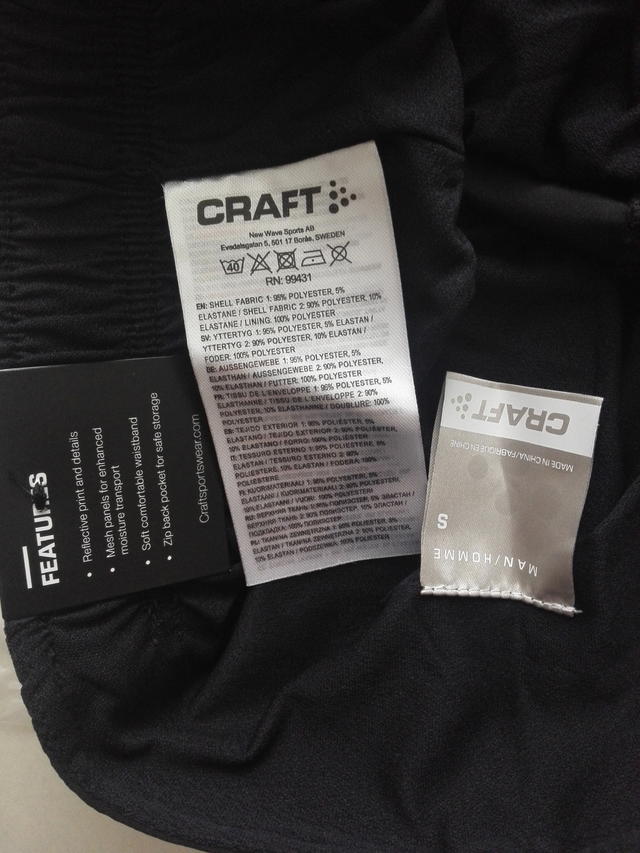 CRAFT
New Wave Sports AB
Evedalsgatan 5, 501 17 Borås, SWEDEN
40
RN: 99431
EN: SHELL FABRIC 1: 95% POLYESTER, 5%
ELASTANE / SHELL FABRIC 2: 90% POLYESTER, 10%
ELASTANE / LINING: 100% POLYESTER
SV: YTTERTYG 1: 95% POLYESTER, 5% ELASTAN /
YTTERTYG 2: 90% POLYESTER, 10% ELASTAN /
FODER: 100% POLYESTER
DE: AUSSENGEWEBE 1: 95% POLYESTER, 5%
ELASTHAN / AUSSENGEWEBE 2: 90% POLYESTER,
10% ELASTHAN / FUTTER: 100% POLYESTER
FR: TISSU DE L'ENVELOPPE 1: 95% POLYESTER, 5%
ELASTHANNE / TISSU DE L'ENVELOPPE 2: 90%
POLYESTER, 10% ELASTHANNE / DOUBLURE: 100%
POLYESTER
ES: TEJIDO EXTERIOR 1: 95% POLIÉSTER, 5%
ELASTANO / TEJIDO EXTERIOR 2: 90% POLIÉSTER,
10% ELASTANO / FORRO: 100% POLIÉSTER
IT: TESSUTO ESTERNO 1: 95% POLIESTERE, 5%
ELASTAN / TESSUTO ESTERNO 2: 90%
POLIESTERE, 10% ELASTAN / FODERA: 100%
POLIESTERE
FI: KUORIMATERIAALI 1: 95% POLYESTERI, 5%
ELASTAANI / KUORIMATERIAALI 2: 90% POLYESTERI,
10% ELASTAANI / VUORI: 100% POLYESTERI
RU: ВЕРХНЯЯ ТКАНЬ 1: 95% ПОЛИЭСТЕР, 5% ЭЛАСТАН /
ВЕРХНЯЯ ТКАНЬ 2: 90% ПОЛИЭСТЕР, 10% ЭЛАСТАН /
ПОДКЛАДКА: 100% ПОЛИЭСТЕР
PL: TKANINA ZEWNĘTRZNA 1: 95% POLIESTER, 5%
ELASTAN / TKANINA ZEWNĘTRZNA 2: 90% POLIESTER,
10% ELASTAN / PODSZEWKA: 100% POLIESTER
FEATURES
• Reflective print and details
• Mesh panels for enhanced
moisture transport
• Soft comfortable waistband
• Zip back pocket for safe storage
Craftsportswear.com
CRAFT
MADE IN CHINA/FABRIQUE EN CHINE
S
MAN/HOMME